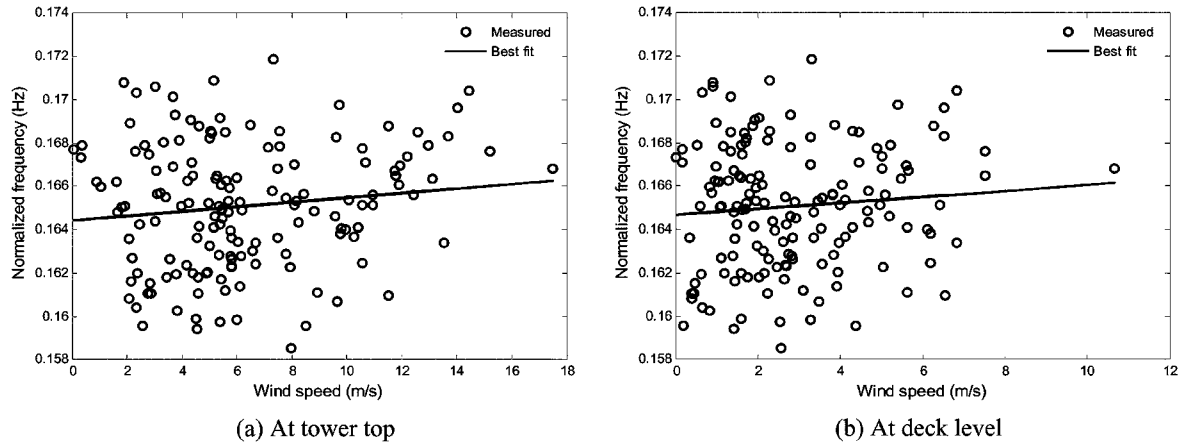 0.174
0.172
0.17
0.168
0.166
0.164
0.162
0.16
0.158
Normalized frequency (Hz)
Measured
Best fit
0 2 4 6 8 10 12 14 16 18
Wind speed (m/s)
(a) At tower top
0.174
0.172
0.17
0.168
0.166
0.164
0.162
0.16
0.158
Normalized frequency (Hz)
Measured
Best fit
0 2 4 6 8 10 12
Wind speed (m/s)
(b) At deck level